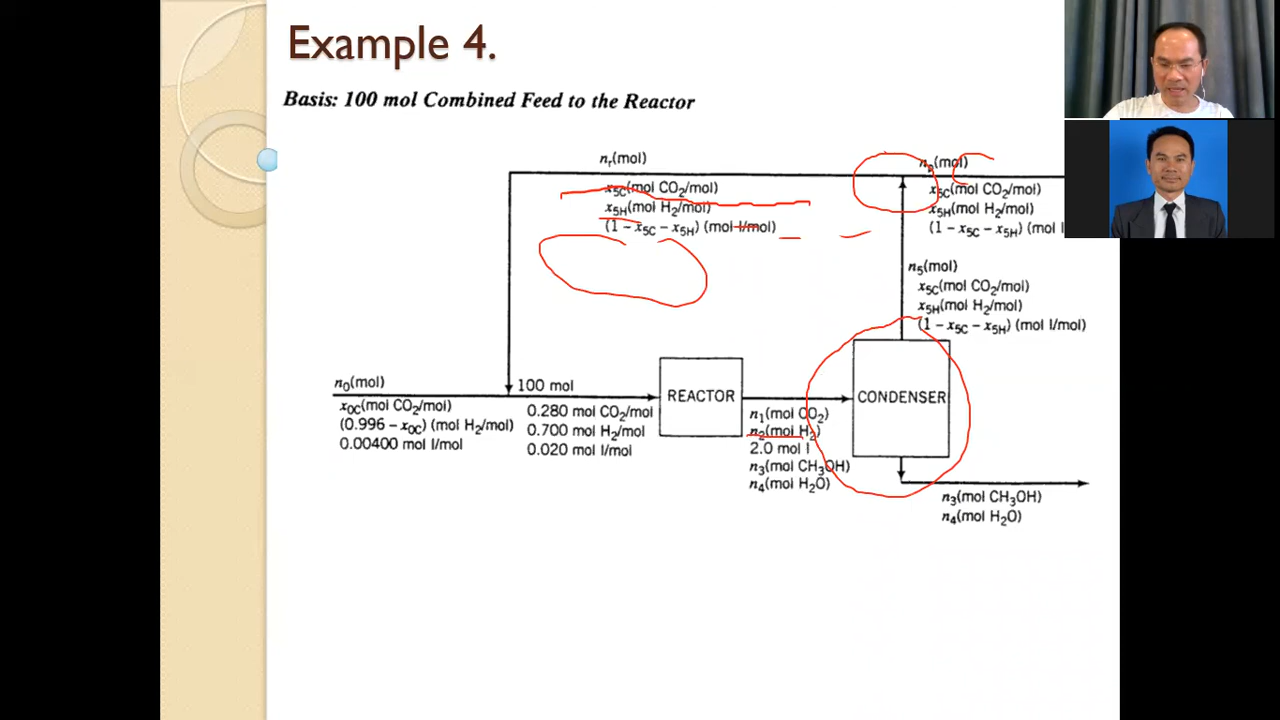 Example 4.
Basis: 100 mol Combined Feed to the Reactor
nr(mol)
x5C(mol CO2/mol)
x5H(mol H2/mol)
(1 − x5C − x5H) (mol I/mol)
(mol)
x5C(mol CO2/mol)
x5H(mol H2/mol)
(1 − x5C − x5H) (mol
n5(mol)
x5C(mol CO2/mol)
x5H(mol H2/mol)
(1 − x5C − x5H) (mol I/mol)
n0(mol)
x0C(mol CO2/mol)
(0.996 − x0C) (mol H2/mol)
0.00400 mol I/mol
100 mol
0.280 mol CO2/mol
0.700 mol H2/mol
0.020 mol I/mol
REACTOR
n1(mol CO2)
n2(mol H2)
2.0 mol I
n3(mol CH3OH)
n4(mol H2O)
CONDENSER
n3(mol CH3OH)
n4(mol H2O)